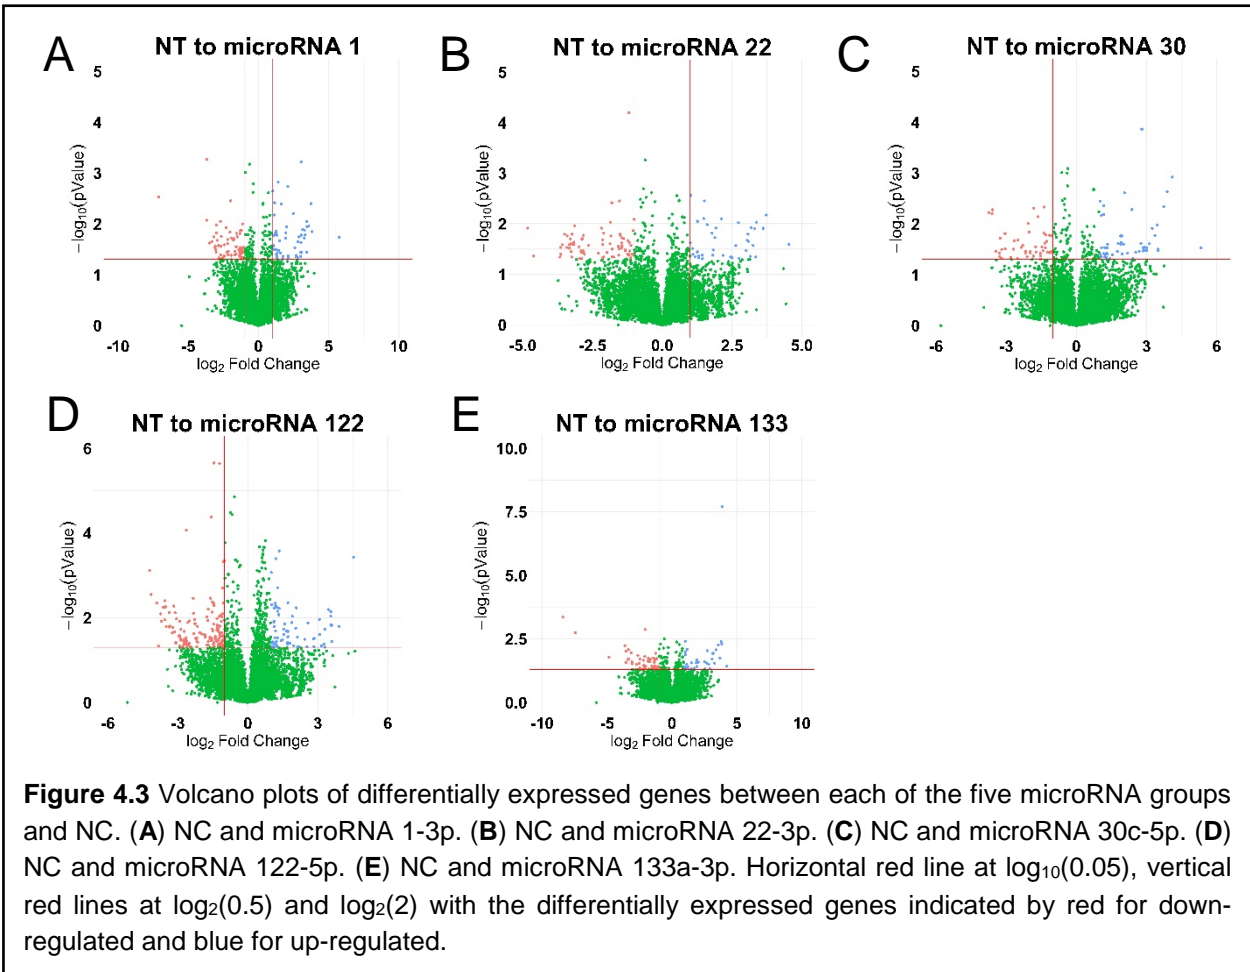 A
NT to microRNA 1
5
4
3
2
1
0
−log10(pValue)
-10 -5 0 5 10
log2 Fold Change
B
NT to microRNA 22
5
4
3
2
1
0
−log10(pValue)
-5.0 -2.5 0.0 2.5 5.0
log2 Fold Change
C
NT to microRNA 30
5
4
3
2
1
0
−log10(pValue)
-6 -3 0 3 6
log2 Fold Change
D
NT to microRNA 122
6
4
2
0
−log10(pValue)
-6 -3 0 3 6
log2 Fold Change
E
NT to microRNA 133
10.0
7.5
5.0
2.5
0.0
−log10(pValue)
-10 -5 0 5 10
log2 Fold Change
Figure 4.3 Volcano plots of differentially expressed genes between each of the five microRNA groups
and NC. (A) NC and microRNA 1-3p. (B) NC and microRNA 22-3p. (C) NC and microRNA 30c-5p. (D)
NC and microRNA 122-5p. (E) NC and microRNA 133a-3p. Horizontal red line at log10(0.05), vertical
red lines at log2(0.5) and log2(2) with the differentially expressed genes indicated by red for down-
regulated and blue for up-regulated.